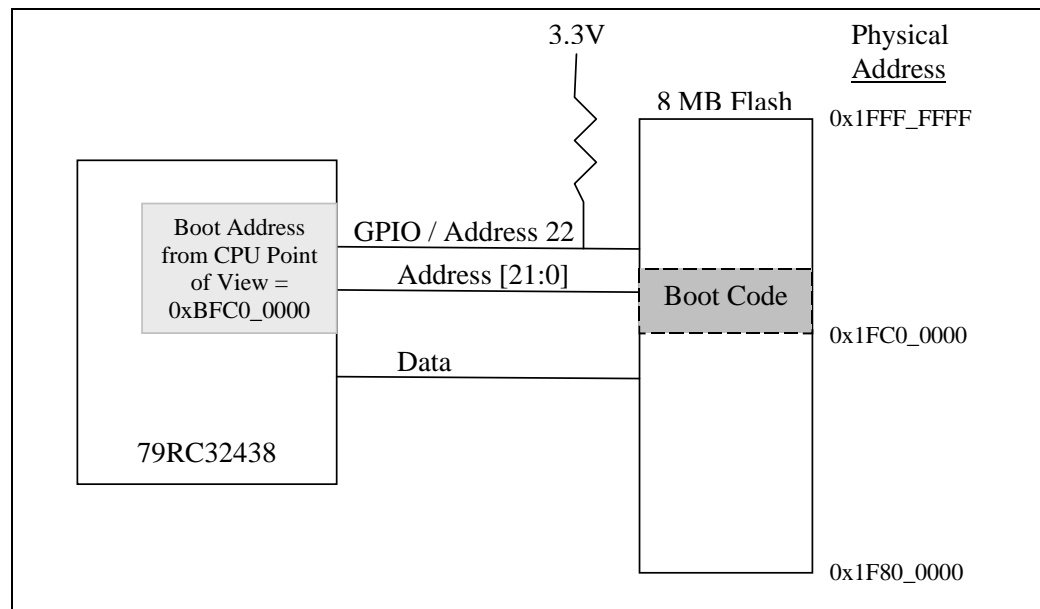 3.3V
Physical
Address
8 MB Flash
0x1FFF_FFFF
Boot Address
from CPU Point
of View =
0xBFC0_0000
GPIO / Address 22
Address [21:0]
Boot Code
0x1FC0_0000
Data
79RC32438
0x1F80_0000